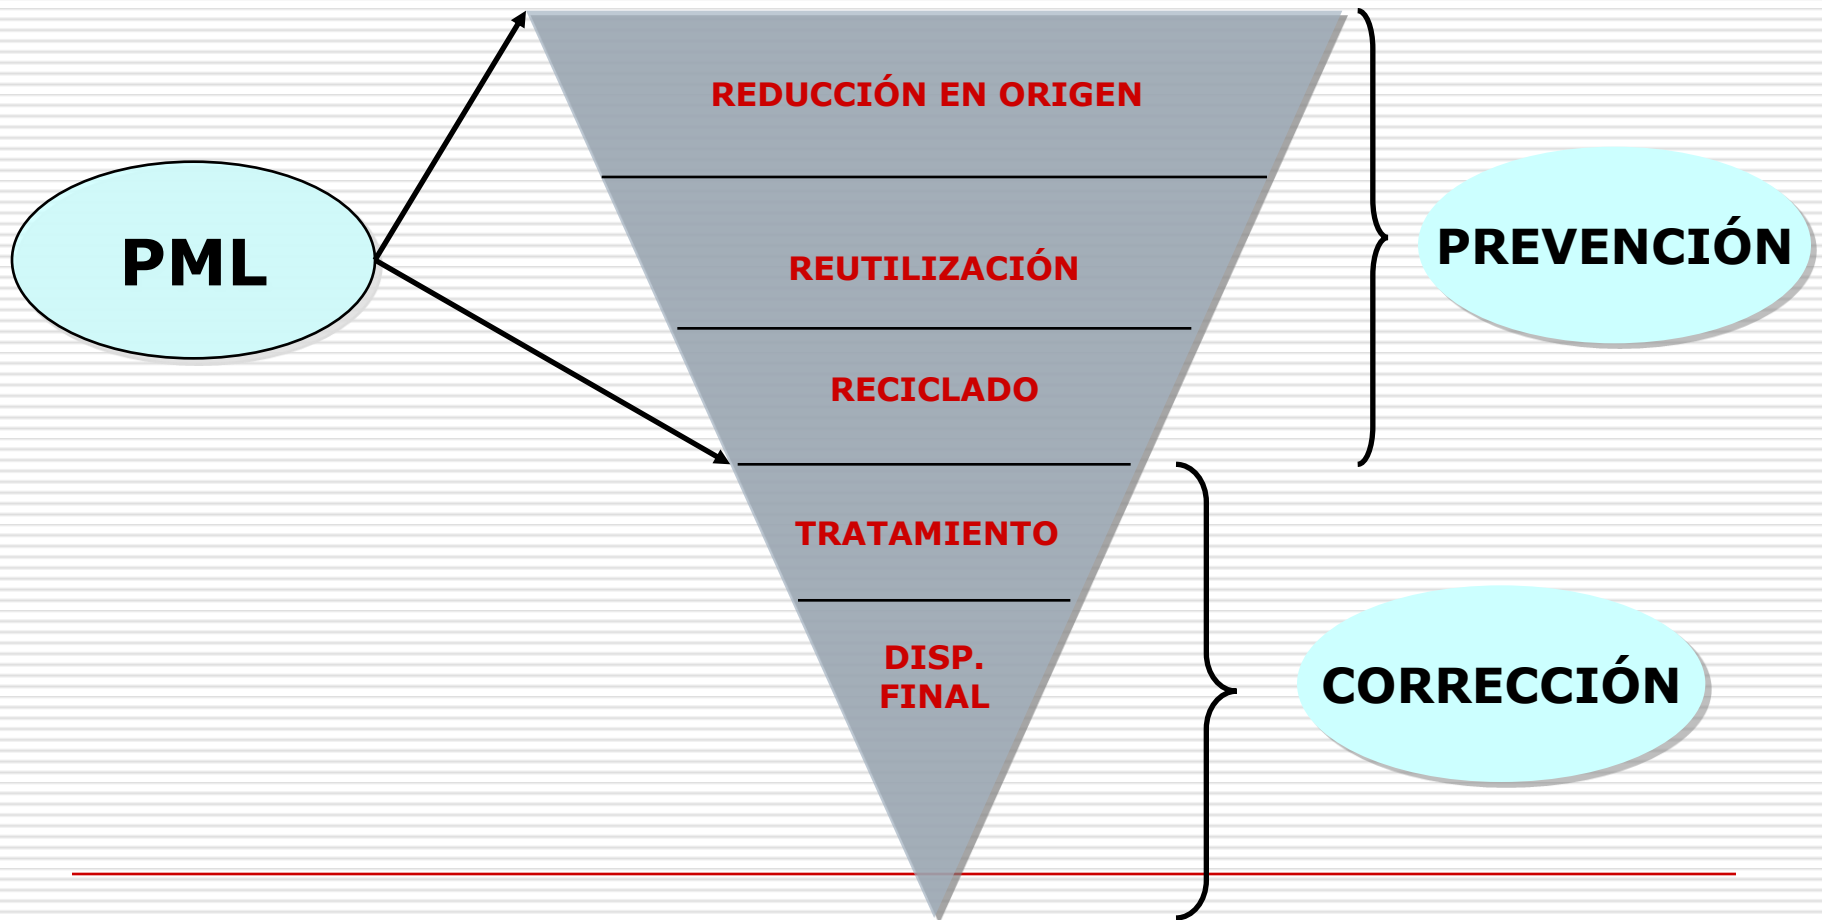 REDUCCIÓN EN ORIGEN
PML
PREVENCIÓN
REUTILIZACIÓN
RECICLADO
TRATAMIENTO
DISP.
FINAL
CORRECCIÓN